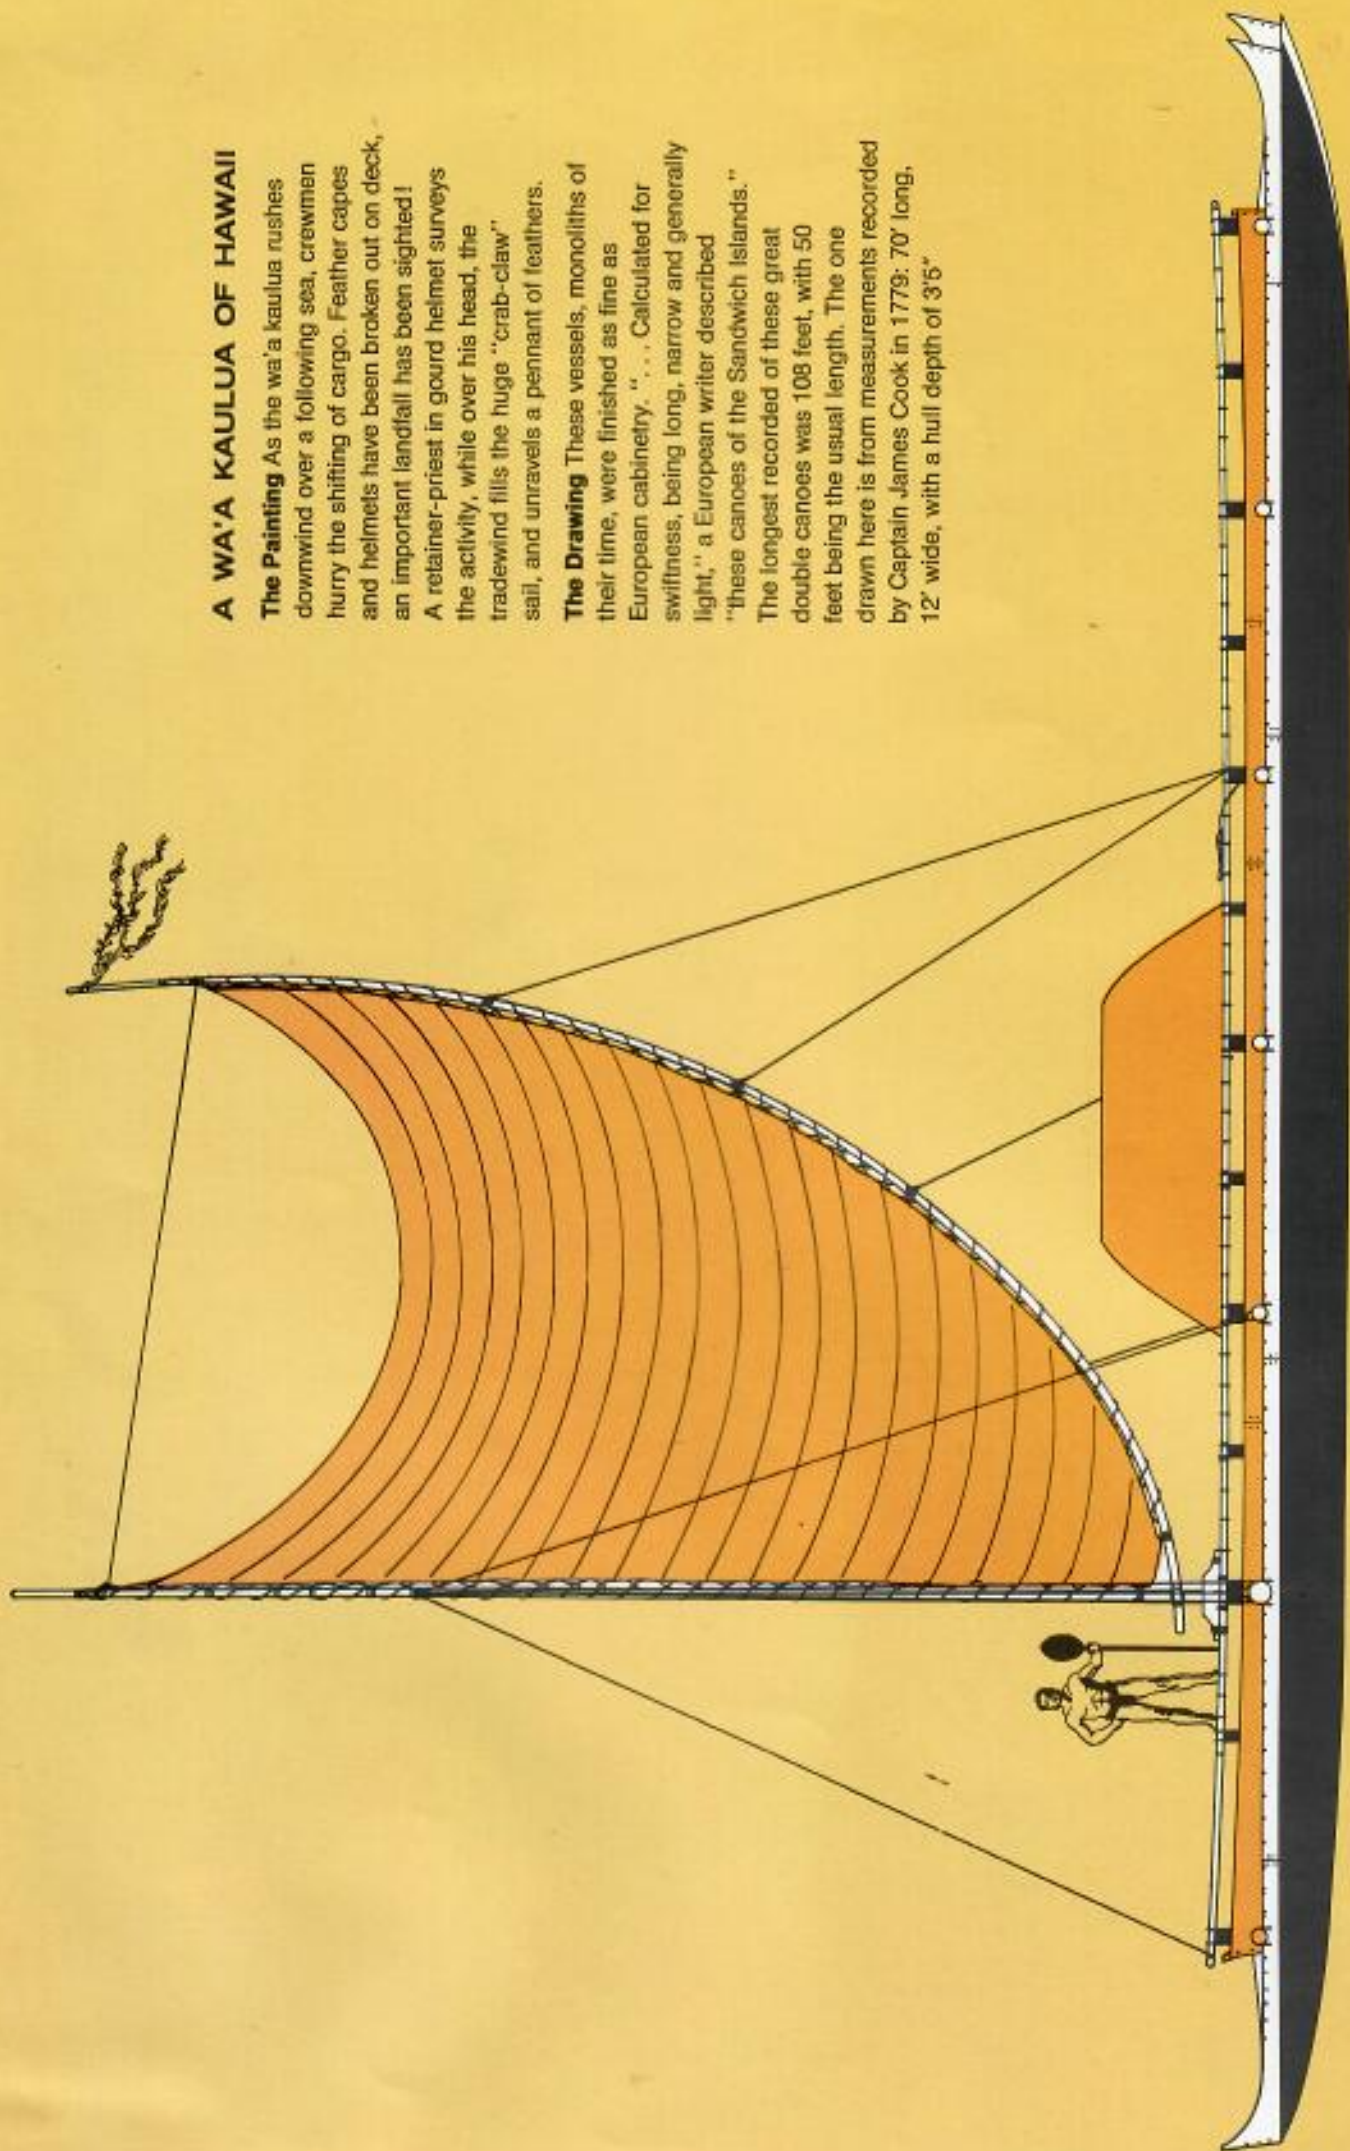 A WA'A KAULUA OF HAWAII
The Painting As the wa'a kaulua rushes
downwind over a following sea, crewmen
hurry the shifting of cargo. Feather capes
and helmets have been broken out on deck,
an important landfall has been sighted!
A retainer-priest in gourd helmet surveys
the activity, while over his head, the
tradewind fills the huge "crab-claw"
sail, and unravels a pennant of feathers.
The Drawing These vessels, monoliths of
their time, were finished as fine as
European cabinetry. ". . . Calculated for
swiftness, being long, narrow and generally
light," a European writer described
"these canoes of the Sandwich Islands."
The longest recorded of these great
double canoes was 108 feet, with 50
feet being the usual length. The one
drawn here is from measurements recorded
by Captain James Cook in 1779: 70' long,
12' wide, with a hull depth of 3'5"